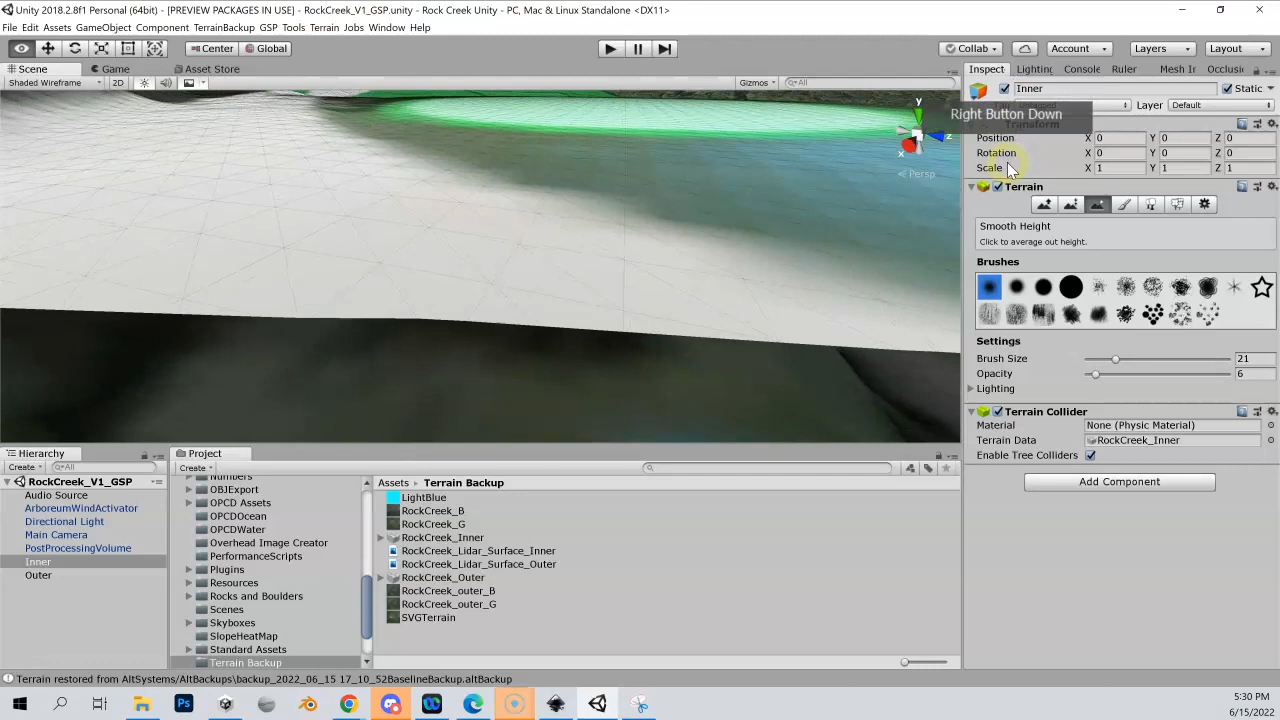 Unity 2018.2.8f1 Personal (64bit) - [PREVIEW PACKAGES IN USE] - RockCreek_V1_GSP.unity - Rock Creek Unity - PC, Mac & Linux Standalone <DX11>
File Edit Assets GameObject Component TerrainBackup GSP Tools Terrain Jobs Window Help
Center Global Collab Account Layers Layout
Scene Game Asset Store
Shaded Wireframe 2D Gizmos All
y
z
x
Persp
Right Button Down
Inspect Lighting Console Ruler Mesh Ir Occlusi
Inner Static
Untagged Layer Default
Transform
Position X 0 Y 0 Z 0
Rotation X 0 Y 0 Z 0
Scale X 1 Y 1 Z 1
Terrain
Smooth Height
Click to average out height.
Brushes
Settings
Brush Size 21
Opacity 6
Lighting
Terrain Collider
Material None (Physic Material)
Terrain Data RockCreek_Inner
Enable Tree Colliders
Add Component
Hierarchy
Create All
RockCreek_V1_GSP
Audio Source
ArboreumWindActivator
Directional Light
Main Camera
PostProcessingVolume
Inner
Outer
Project
Create
Numbers
OBJExport
OPCD Assets
OPCDOcean
OPCDWater
Overhead Image Creator
PerformanceScripts
Plugins
Resources
Rocks and Boulders
Scenes
Skyboxes
SlopeHeatMap
Standard Assets
Terrain Backup
Assets Terrain Backup
LightBlue
RockCreek_B
RockCreek_G
RockCreek_Inner
RockCreek_Lidar_Surface_Inner
RockCreek_Lidar_Surface_Outer
RockCreek_Outer
RockCreek_outer_B
RockCreek_outer_G
SVGTerrain
Terrain restored from AltSystems/AltBackups\backup_2022_06_15 17_10_52BaselineBackup.altBackup
Ps
5:30 PM
6/15/2022